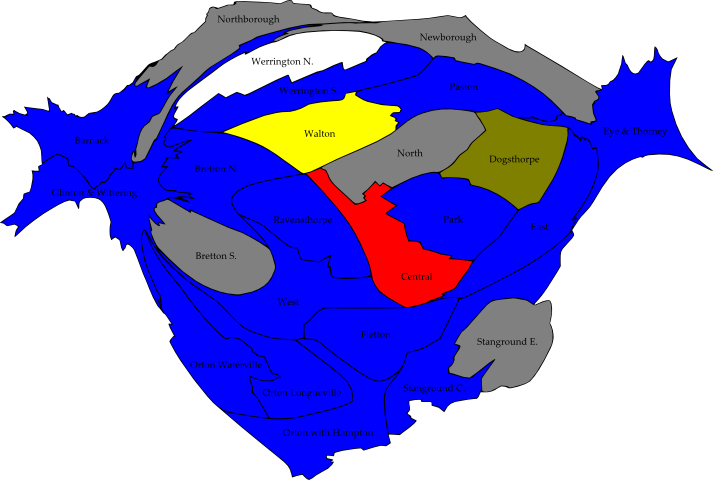 Northborough
Newborough
Werrington N.
Werrington S.
Paston
Walton
Eye & Thorney
Barnack
North
Dogsthorpe
Bretton N.
Glinton & Wittering
Ravensthorpe
Park
East
Bretton S.
Central
West
Fletton
Stanground E.
Orton Waterville
Orton Longueville
Stanground C.
Orton with Hampton